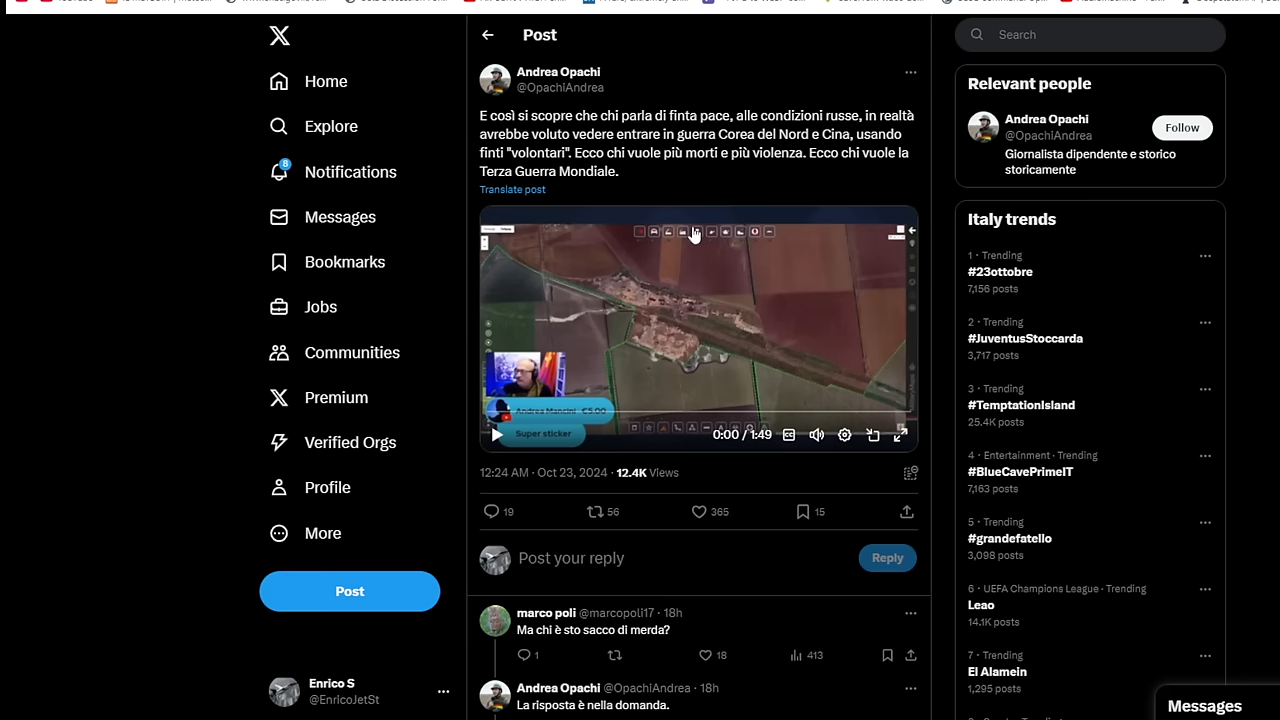 Post
Search
Home
Explore
8
Notifications
Messages
Bookmarks
Jobs
Communities
Premium
Verified Orgs
Profile
More
Post
Enrico S
@EnricoJetSt
Andrea Opachi
@OpachiAndrea
E così si scopre che chi parla di finta pace, alle condizioni russe, in realtà
avrebbe voluto vedere entrare in guerra Corea del Nord e Cina, usando
finti "volontari". Ecco chi vuole più morti e più violenza. Ecco chi vuole la
Terza Guerra Mondiale.
Translate post
Andrea Mancini €5.00
Super sticker
0:00 / 1:49
12:24 AM · Oct 23, 2024 · 12.4K Views
19 56 365 15
Post your reply
Reply
marco poli @marcopoli17 · 18h
Ma chi è sto sacco di merda?
1 18 413
Andrea Opachi @OpachiAndrea · 18h
La risposta è nella domanda.
Relevant people
Andrea Opachi
@OpachiAndrea
Follow
Giornalista dipendente e storico
storicamente
Italy trends
1 · Trending
#23ottobre
7,156 posts
2 · Trending
#JuventusStoccarda
3,717 posts
3 · Trending
#TemptationIsland
25.4K posts
4 · Entertainment · Trending
#BlueCavePrimeIT
7,163 posts
5 · Trending
#grandefatello
3,098 posts
6 · UEFA Champions League · Trending
Leao
14.1K posts
7 · Trending
El Alamein
1,295 posts
Messages